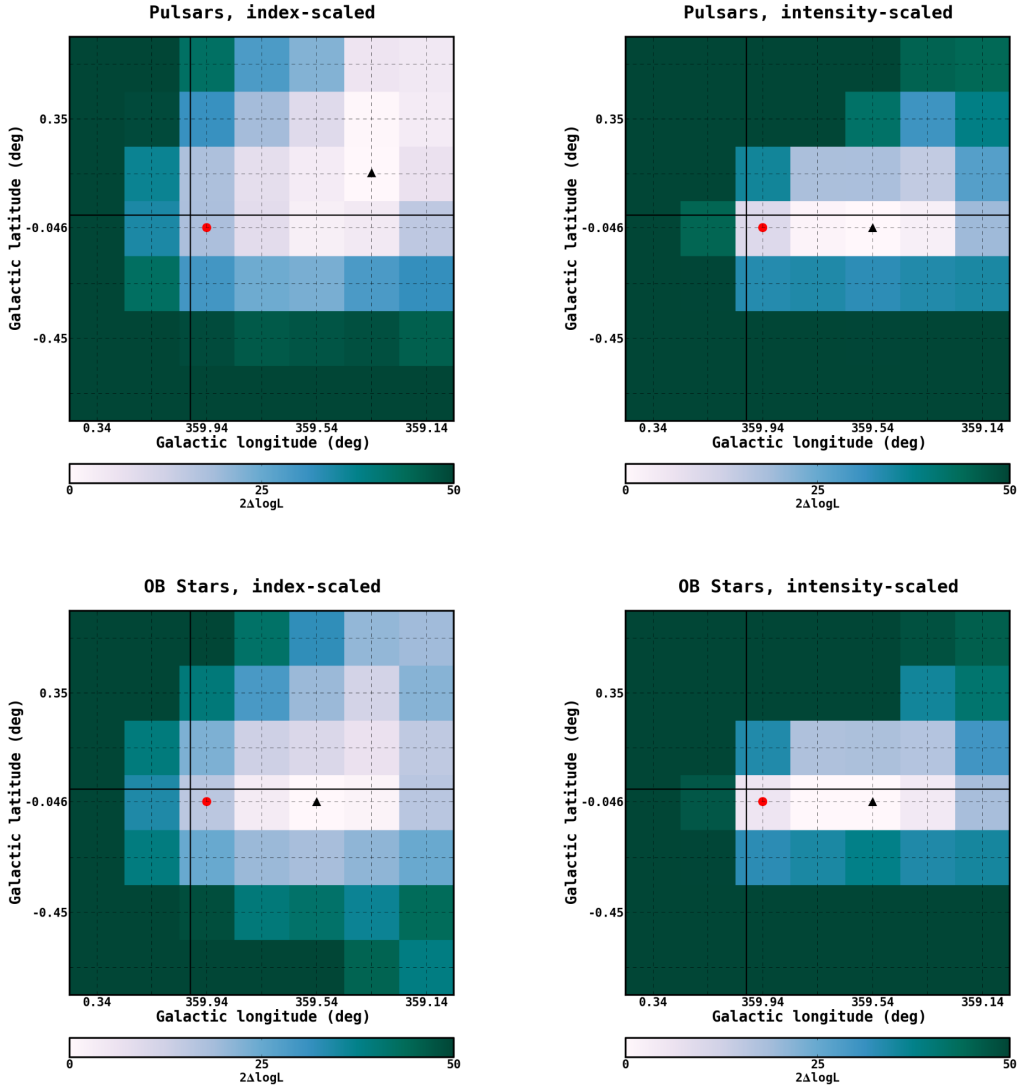 Pulsars, index-scaled
Galactic latitude (deg)
0.35
-0.046
-0.45
0.34 359.94 359.54 359.14
Galactic longitude (deg)
0 25 50
2ΔlogL
Pulsars, intensity-scaled
Galactic latitude (deg)
0.35
-0.046
-0.45
0.34 359.94 359.54 359.14
Galactic longitude (deg)
0 25 50
2ΔlogL
OB Stars, index-scaled
Galactic latitude (deg)
0.35
-0.046
-0.45
0.34 359.94 359.54 359.14
Galactic longitude (deg)
0 25 50
2ΔlogL
OB Stars, intensity-scaled
Galactic latitude (deg)
0.35
-0.046
-0.45
0.34 359.94 359.54 359.14
Galactic longitude (deg)
0 25 50
2ΔlogL